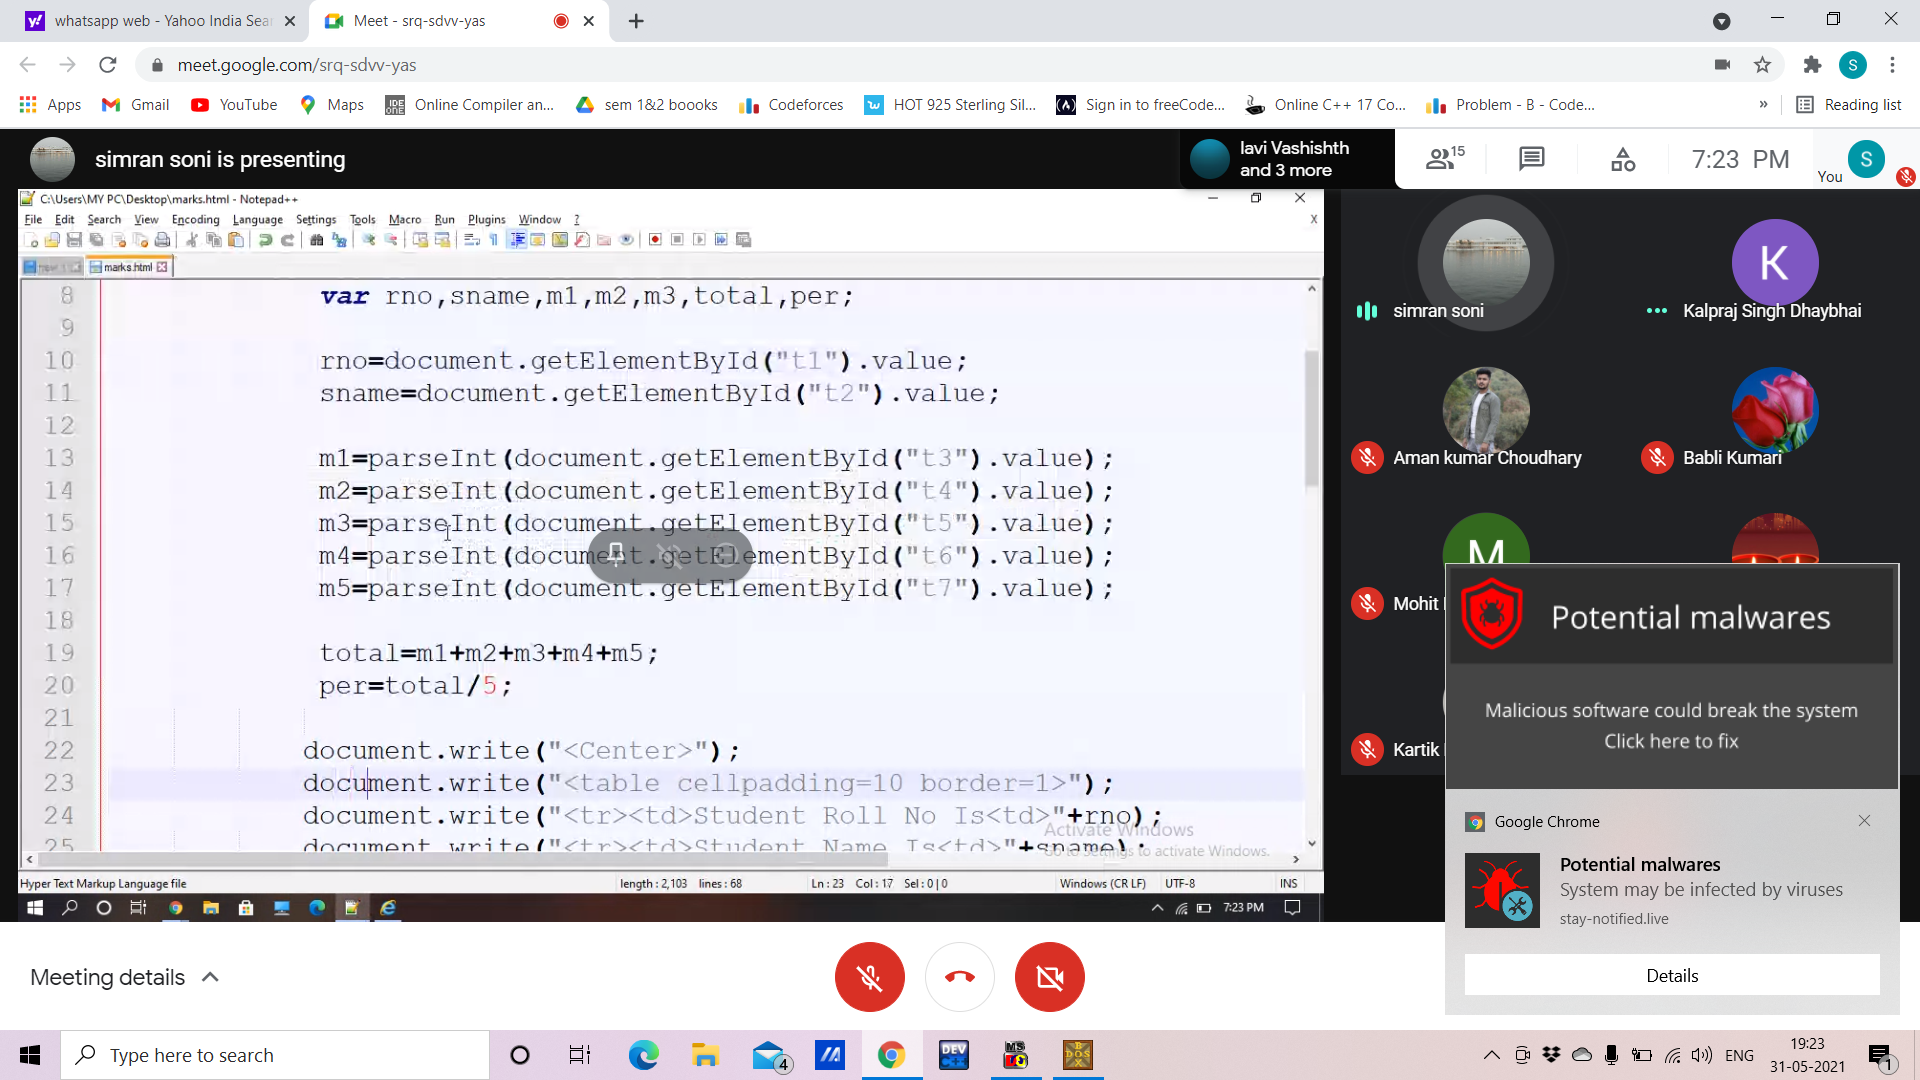 whatsapp web - Yahoo India Sear
Meet - srq-sdvv-yas
meet.google.com/srq-sdvv-yas
S
Apps
Gmail
YouTube
Maps
Online Compiler an...
sem 1&2 boooks
Codeforces
HOT 925 Sterling Sil...
Sign in to freeCode...
Online C++ 17 Co...
Problem - B - Code...
»
Reading list
simran soni is presenting
lavi Vashishth
and 3 more
15
7:23 PM
You
S
C:\Users\MY PC\Desktop\marks.html - Notepad++
File Edit Search View Encoding Language Settings Tools Macro Run Plugins Window ?
X
marks.html
8 var rno,sname,m1,m2,m3,total,per;
9
10 rno=document.getElementById("t1").value;
11 sname=document.getElementById("t2").value;
12
13 m1=parseInt(document.getElementById("t3").value);
14 m2=parseInt(document.getElementById("t4").value);
15 m3=parseInt(document.getElementById("t5").value);
16 m4=parseInt(document.getElementById("t6").value);
17 m5=parseInt(document.getElementById("t7").value);
18
19 total=m1+m2+m3+m4+m5;
20 per=total/5;
21
22 document.write("<Center>");
23 document.write("<table cellpadding=10 border=1>");
24 document.write("<tr><td>Student Roll No Is<td>"+rno);
25 document.write("<tr><td>Student Name Is<td>"+sname);
Activate Windows
Go to Settings to activate Windows.
Hyper Text Markup Language file
length : 2,103 lines : 68
Ln : 23 Col : 17 Sel : 0 | 0
Windows (CR LF)
UTF-8
INS
7:23 PM
simran soni
K
Kalpraj Singh Dhaybhai
Aman kumar Choudhary
Babli Kumari
M
Mohit
Kartik
Potential malwares
Malicious software could break the system
Click here to fix
Google Chrome
Potential malwares
System may be infected by viruses
stay-notified.live
Details
Meeting details
Type here to search
4
DEV
MS
DOS
ENG
19:23
31-05-2021
1